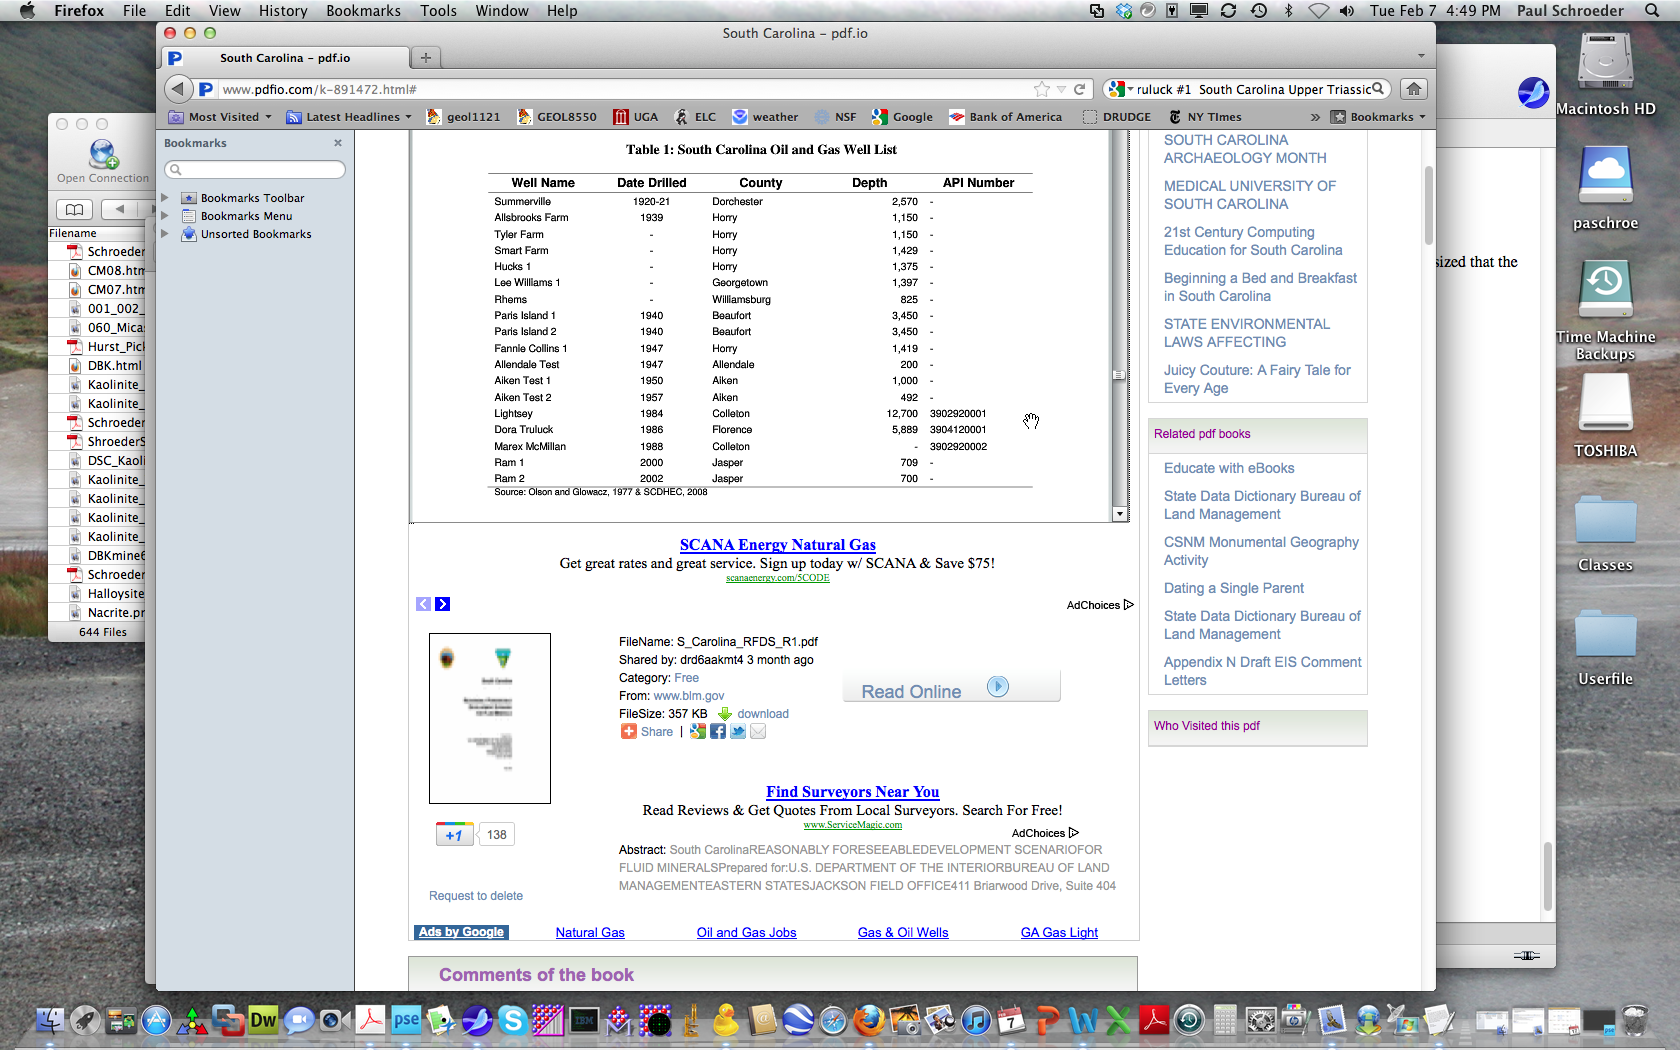 Firefox File Edit View History Bookmarks Tools Window Help Tue Feb 7 4:49 PM Paul Schroeder
South Carolina – pdf.io
South Carolina – pdf.io
www.pdfio.com/k-891472.html#
ruluck #1 South Carolina Upper Triassic
Most Visited Latest Headlines geol1121 GEOL8550 UGA ELC weather NSF Google Bank of America DRUDGE NY TImes » Bookmarks
Open Connection
Filename
Schroeder
CM08.htm
CM07.htm
001_002_
060_Mica
Hurst_Pick
DBK.html
Kaolinite_
Kaolinite_
Schroeder
ShroederS
DSC_Kaoli
Kaolinite_
Kaolinite_
Kaolinite_
Kaolinite_
DBKmine6
Schroeder
Halloysite
Nacrite.pr
644 Files
Bookmarks
Bookmarks Toolbar
Bookmarks Menu
Unsorted Bookmarks
Table 1: South Carolina Oil and Gas Well List
Well Name Date Drilled County Depth API Number
Summerville 1920-21 Dorchester 2,570 -
Allsbrooks Farm 1939 Horry 1,150 -
Tyler Farm - Horry 1,150 -
Smart Farm - Horry 1,429 -
Hucks 1 - Horry 1,375 -
Lee Williams 1 - Georgetown 1,397 -
Rhems - Williamsburg 825 -
Paris Island 1 1940 Beaufort 3,450 -
Paris Island 2 1940 Beaufort 3,450 -
Fannie Collins 1 1947 Horry 1,419 -
Allendale Test 1947 Allendale 200 -
Aiken Test 1 1950 Aiken 1,000 -
Aiken Test 2 1957 Aiken 492 -
Lightsey 1984 Colleton 12,700 3902920001
Dora Truluck 1986 Florence 5,889 3904120001
Marex McMillan 1988 Colleton - 3902920002
Ram 1 2000 Jasper 709 -
Ram 2 2002 Jasper 700 -
Source: Olson and Glowacz, 1977 & SCDHEC, 2008
SCANA Energy Natural Gas
Get great rates and great service. Sign up today w/ SCANA & Save $75!
scanaenergy.com/5CODE
AdChoices
FileName: S_Carolina_RFDS_R1.pdf
Shared by: drd6aakmt4 3 month ago
Category: Free
From: www.blm.gov
FileSize: 357 KB download
Share |
Read Online
South Carolina
+1 138
Request to delete
Find Surveyors Near You
Read Reviews & Get Quotes From Local Surveyors. Search For Free!
www.ServiceMagic.com
AdChoices
Abstract: South CarolinaREASONABLY FORESEEABLEDEVELOPMENT SCENARIOFOR
FLUID MINERALSPrepared for:U.S. DEPARTMENT OF THE INTERIORBUREAU OF LAND
MANAGEMENTEASTERN STATESJACKSON FIELD OFFICE411 Briarwood Drive, Suite 404
Ads by Google Natural Gas Oil and Gas Jobs Gas & Oil Wells GA Gas Light
Comments of the book
SOUTH CAROLINA
ARCHAEOLOGY MONTH
MEDICAL UNIVERSITY OF
SOUTH CAROLINA
21st Century Computing
Education for South Carolina
Beginning a Bed and Breakfast
in South Carolina
STATE ENVIRONMENTAL
LAWS AFFECTING
Juicy Couture: A Fairy Tale for
Every Age
Related pdf books
Educate with eBooks
State Data Dictionary Bureau of
Land Management
CSNM Monumental Geography
Activity
Dating a Single Parent
State Data Dictionary Bureau of
Land Management
Appendix N Draft EIS Comment
Letters
Who Visited this pdf
sized that the
Macintosh HD
paschroe
Time Machine
Backups
TOSHIBA
Classes
Userfile
Dw
pse
IBM
7